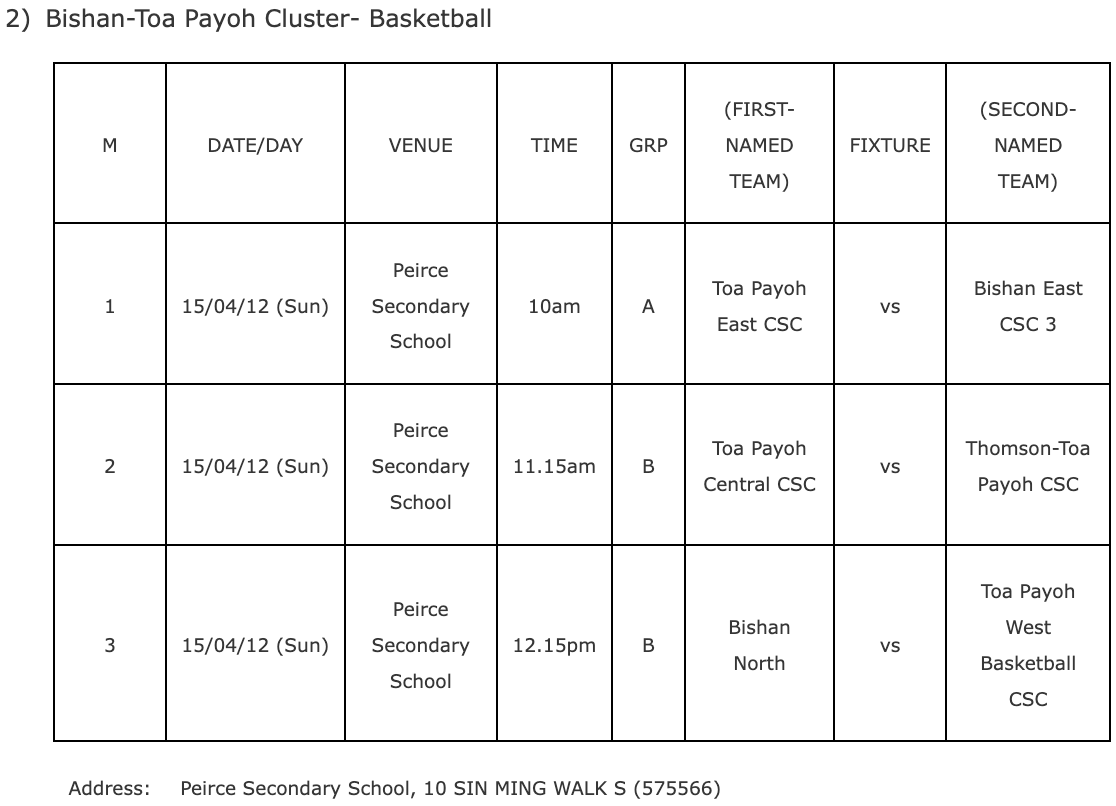 2) Bishan-Toa Payoh Cluster- Basketball
M DATE/DAY VENUE TIME GRP (FIRST-NAMED TEAM) FIXTURE (SECOND-NAMED TEAM)
1 15/04/12 (Sun) Peirce Secondary School 10am A Toa Payoh East CSC vs Bishan East CSC 3
2 15/04/12 (Sun) Peirce Secondary School 11.15am B Toa Payoh Central CSC vs Thomson-Toa Payoh CSC
3 15/04/12 (Sun) Peirce Secondary School 12.15pm B Bishan North vs Toa Payoh West Basketball CSC
Address: Peirce Secondary School, 10 SIN MING WALK S (575566)